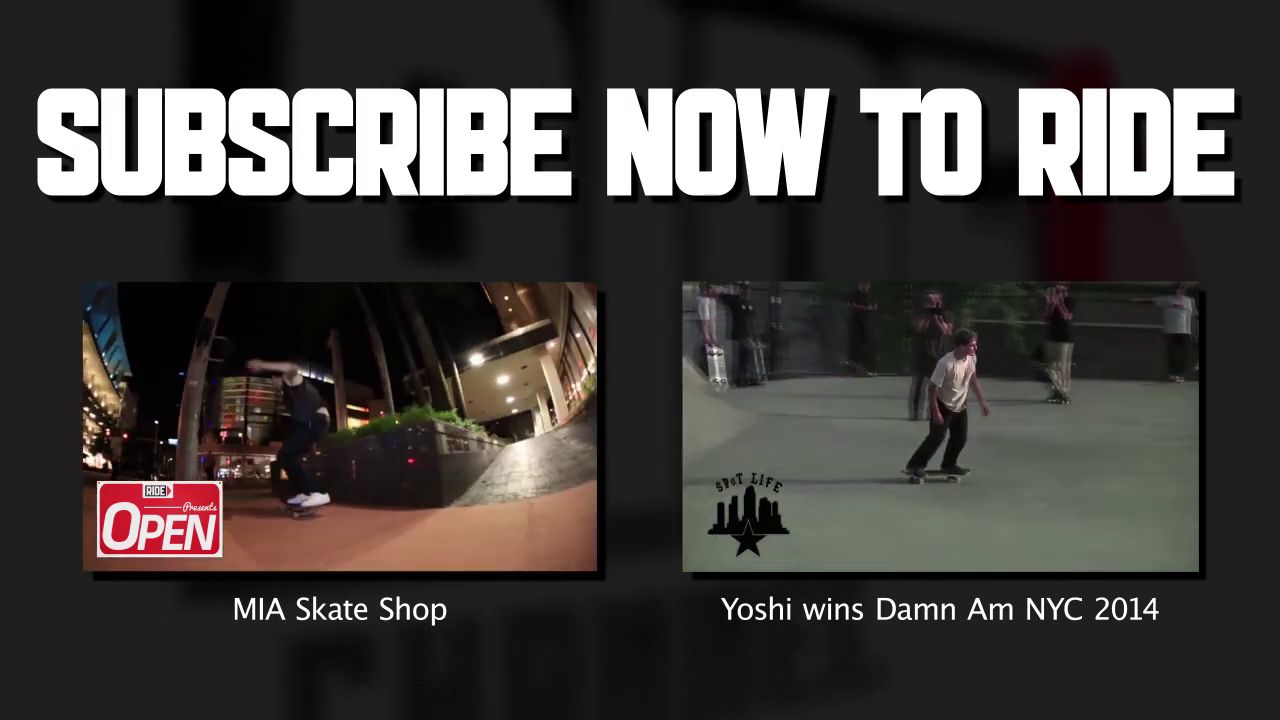 SUBSCRIBE NOW TO RIDE
RIDE
Presents
OPEN
SPoT LIFE
MIA Skate Shop
Yoshi wins Damn Am NYC 2014